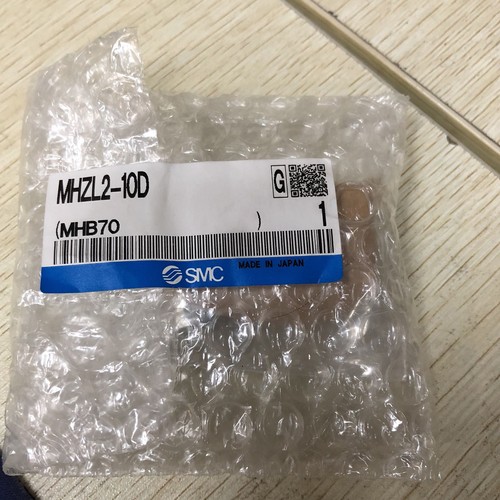 MHZL2-10D
G
(MHB70 )
1
SMC
MADE IN JAPAN